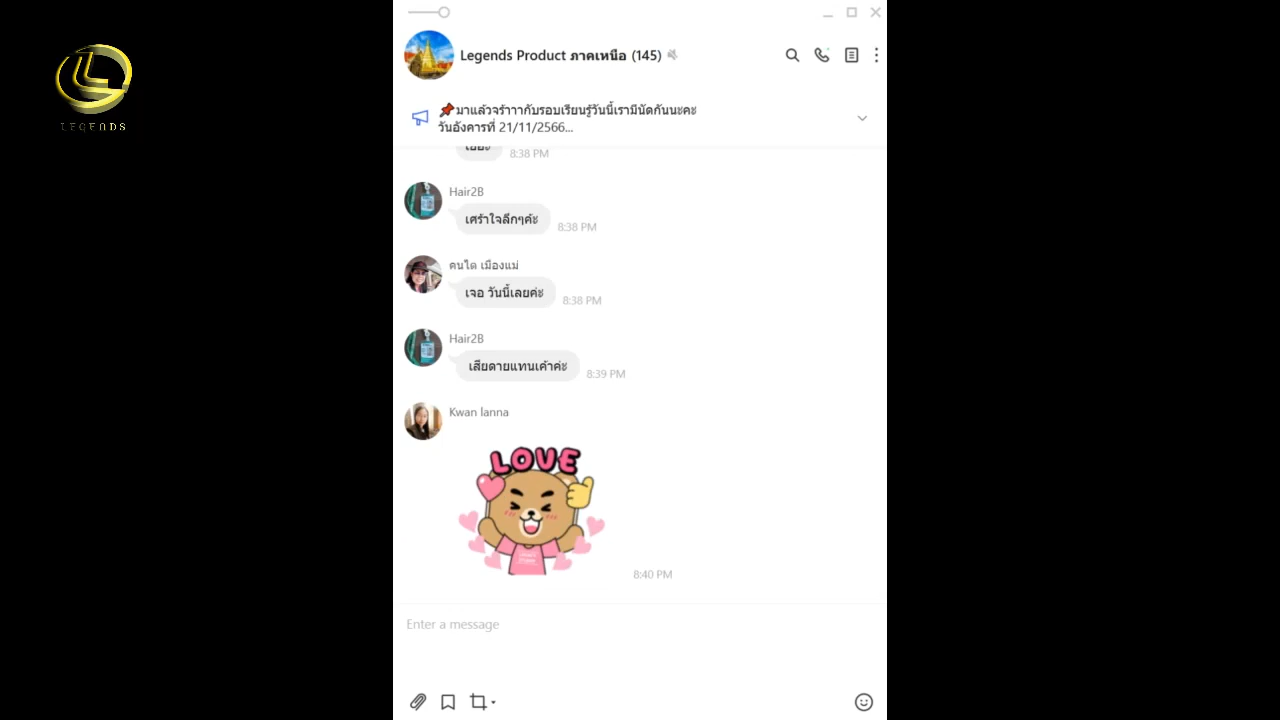 LEGENDS
Legends Product ภาคเหนือ (145)
📌มาแล้วจร้าาากับรอบเรียนรู้วันนี้เรามีนัดกันนะคะ
วันอังคารที่ 21/11/2566...
8:38 PM
Hair2B
เศร้าใจลึกๆค้ะ
8:38 PM
คนใด เมืองแม่
เจอ วันนี้เลยค่ะ
8:38 PM
Hair2B
เสียดายแทนเค้าค่ะ
8:39 PM
Kwan lanna
LOVE
8:40 PM
Enter a message